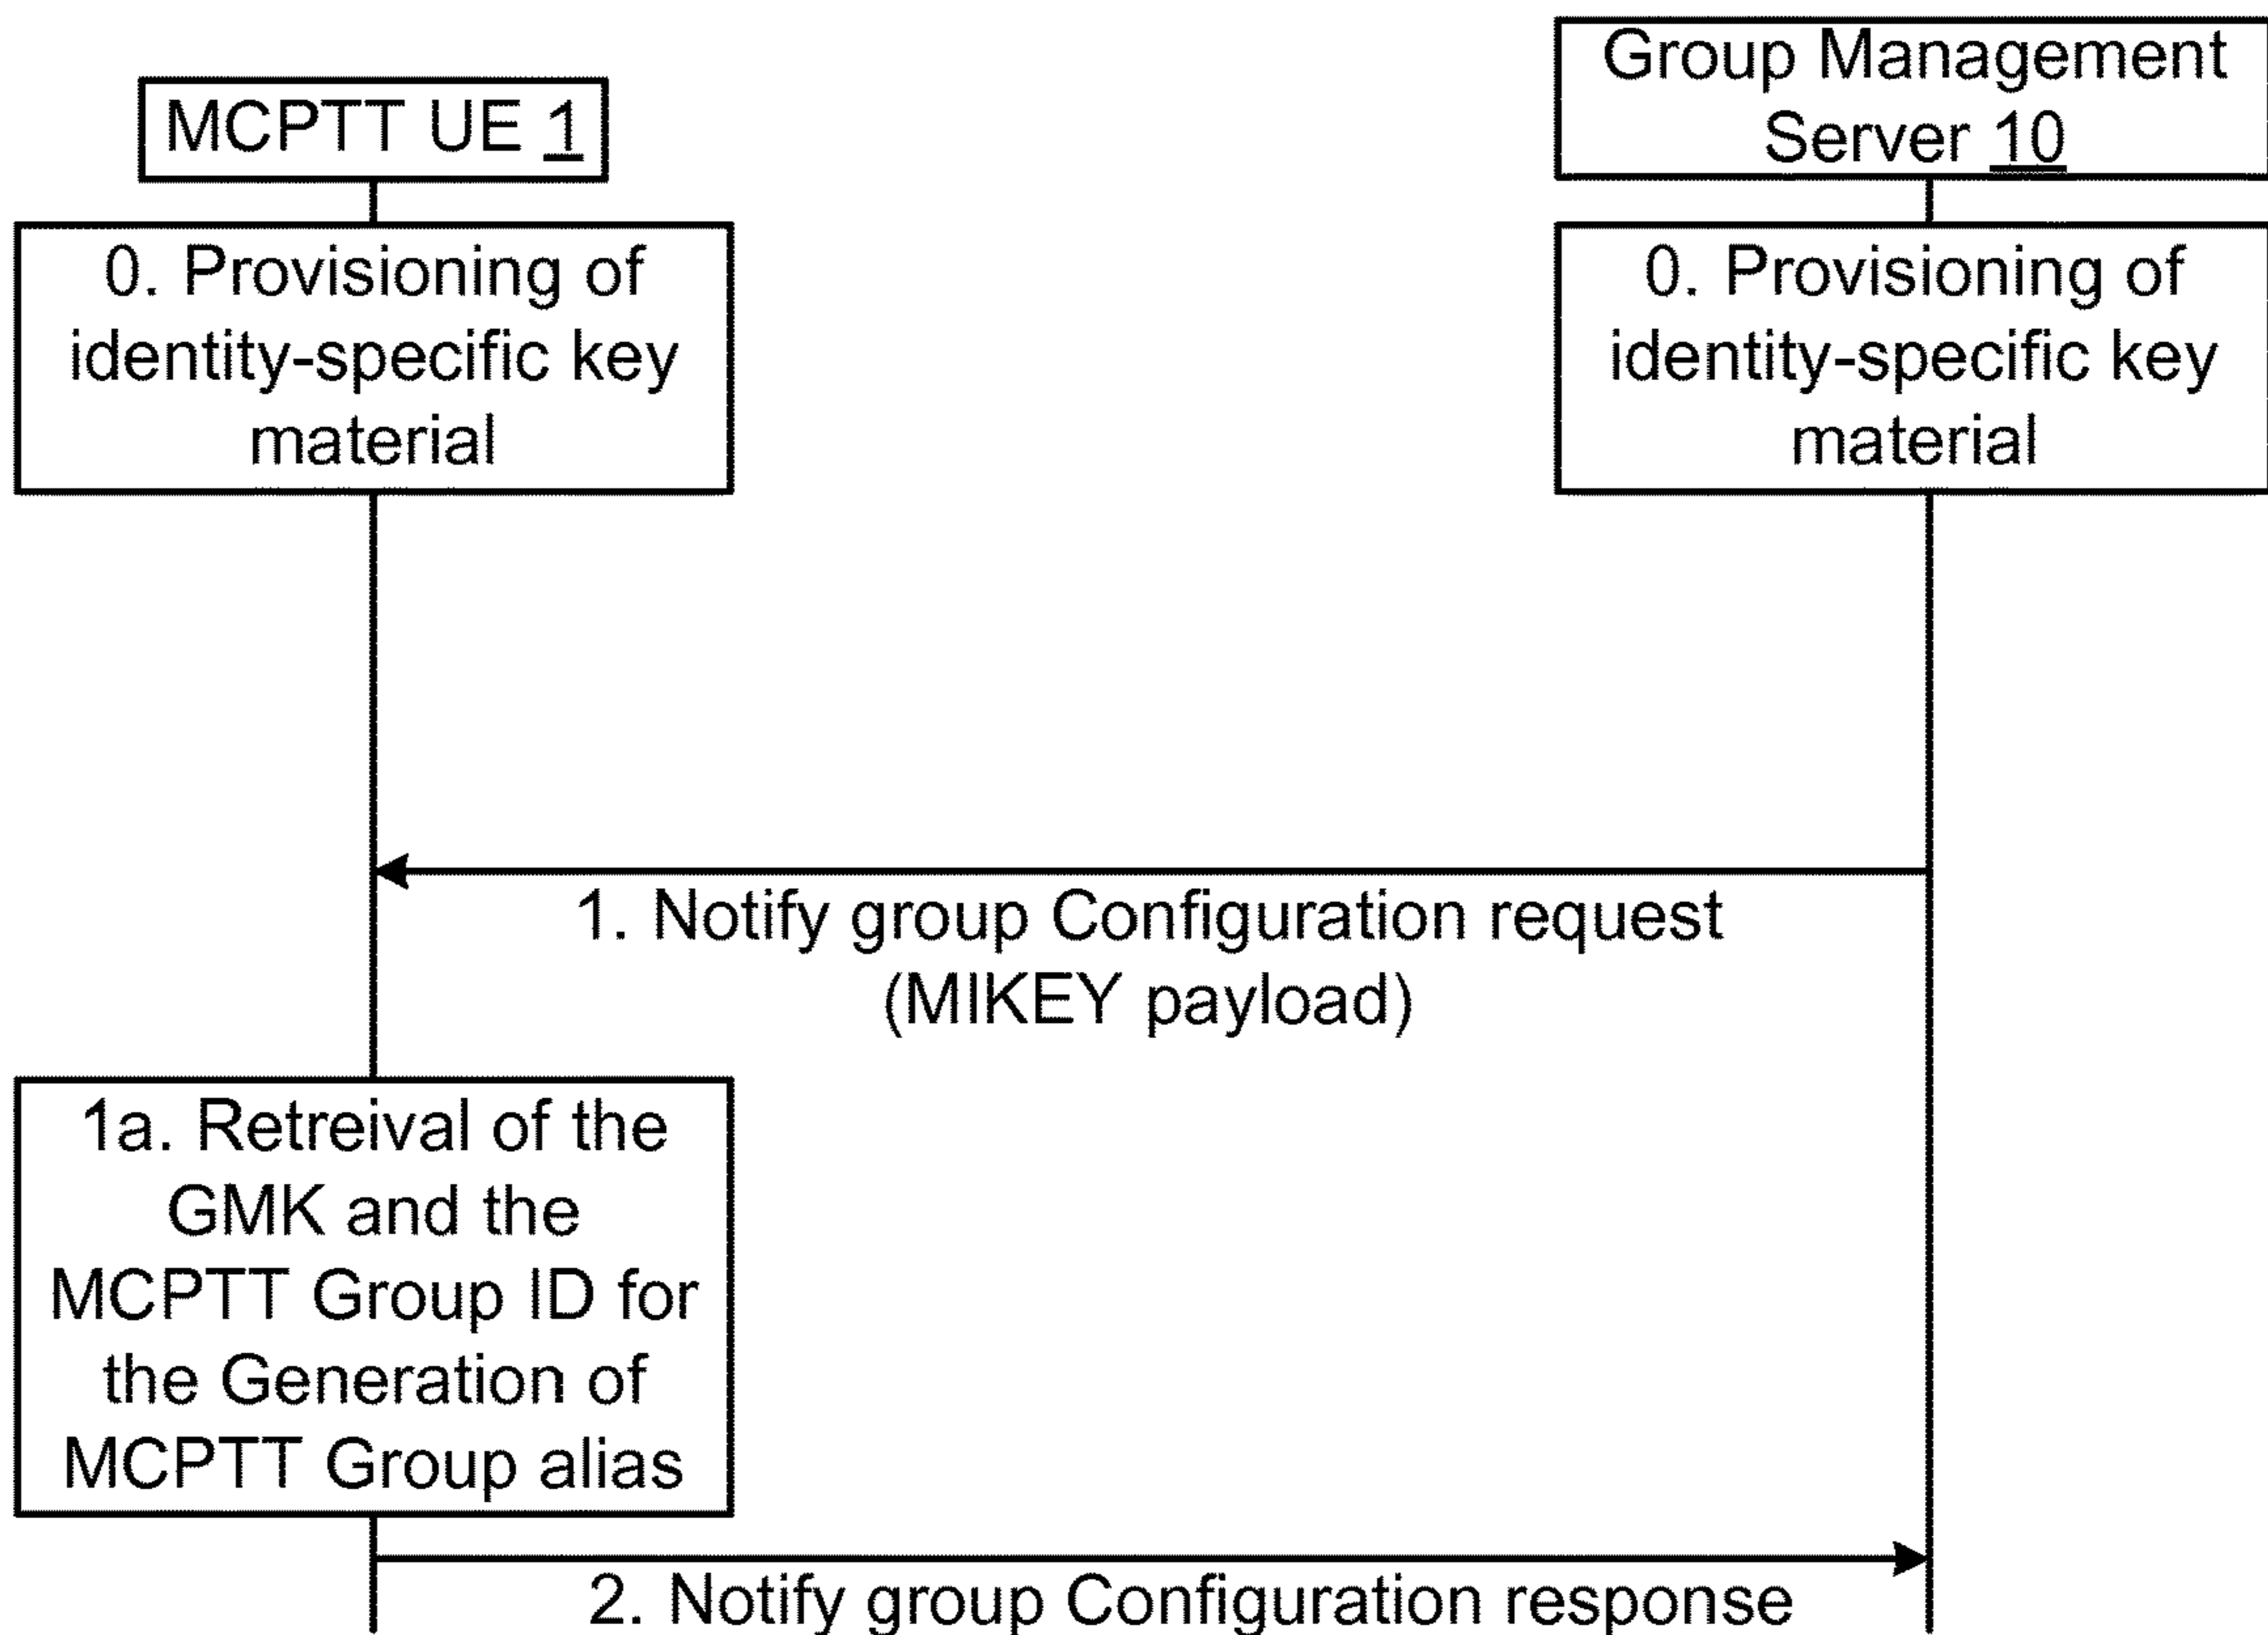 MCPTT UE 1
Group Management
Server 10
0. Provisioning of
identity-specific key
material
0. Provisioning of
identity-specific key
material
1. Notify group Configuration request
(MIKEY payload)
1a. Retreival of the
GMK and the
MCPTT Group ID for
the Generation of
MCPTT Group alias
2. Notify group Configuration response